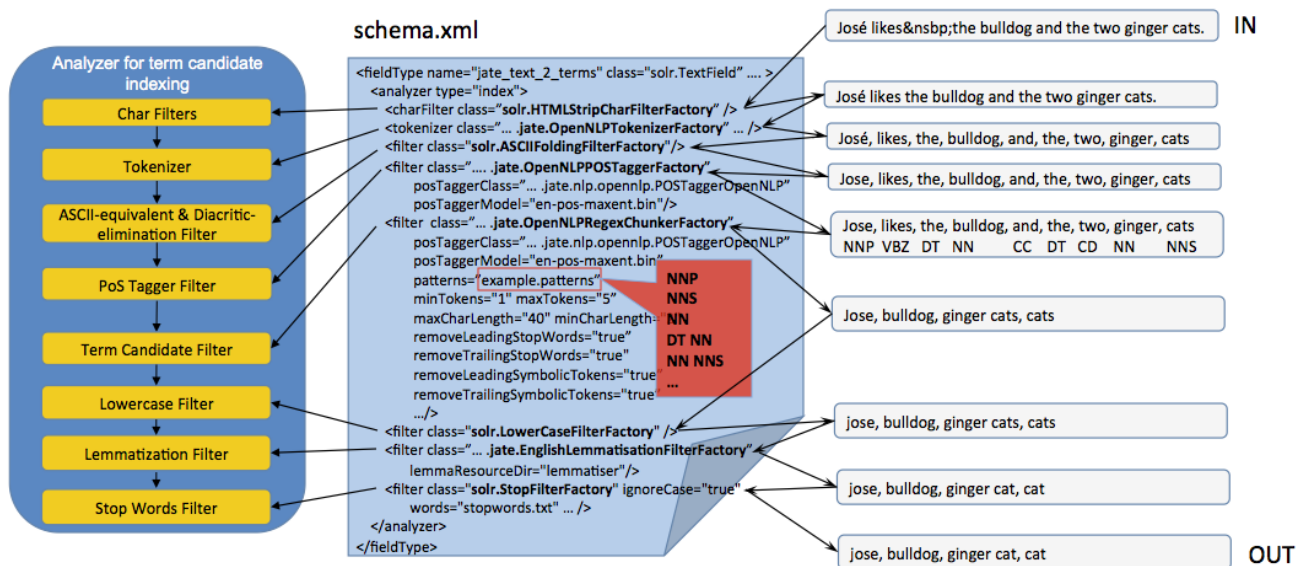 Analyzer for term candidate
indexing
Char Filters
Tokenizer
ASCII-equivalent & Diacritic-
elimination Filter
PoS Tagger Filter
Term Candidate Filter
Lowercase Filter
Lemmatization Filter
Stop Words Filter
schema.xml
<fieldType name="jate_text_2_terms" class="solr.TextField" .... >
<analyzer type="index">
<charFilter class="solr.HTMLStripCharFilterFactory" />
<tokenizer class="... .jate.OpenNLPTokenizerFactory" ... />
<filter class="solr.ASCIIFoldingFilterFactory"/>
<filter class=".... .jate.OpenNLPPOSTaggerFactory"
posTaggerClass="... .jate.nlp.opennlp.POSTaggerOpenNLP"
posTaggerModel="en-pos-maxent.bin"/>
<filter class="... .jate.OpenNLPRegexChunkerFactory"
posTaggerClass="... .jate.nlp.opennlp.POSTaggerOpenNLP"
posTaggerModel="en-pos-maxent.bin"
patterns="example.patterns"
minTokens="1" maxTokens="5"
maxCharLength="40" minCharLength="
removeLeadingStopWords="true"
removeTrailingStopWords="true"
removeLeadingSymbolicTokens="true"
removeTrailingSymbolicTokens="true"
.../>
<filter class="solr.LowerCaseFilterFactory" />
<filter class="... .jate.EnglishLemmatisationFilterFactory"
lemmaResourceDir="lemmatiser"/>
<filter class="solr.StopFilterFactory" ignoreCase="true"
words="stopwords.txt" ... />
</analyzer>
</fieldType>
NNP
NNS
NN
DT NN
NN NNS
...
José likes&nsbp;the bulldog and the two ginger cats.
IN
José likes the bulldog and the two ginger cats.
José, likes, the, bulldog, and, the, two, ginger, cats
Jose, likes, the, bulldog, and, the, two, ginger, cats
Jose, likes, the, bulldog, and, the, two, ginger, cats
NNP VBZ DT NN CC DT CD NN NNS
Jose, bulldog, ginger cats, cats
jose, bulldog, ginger cats, cats
jose, bulldog, ginger cat, cat
jose, bulldog, ginger cat, cat
OUT